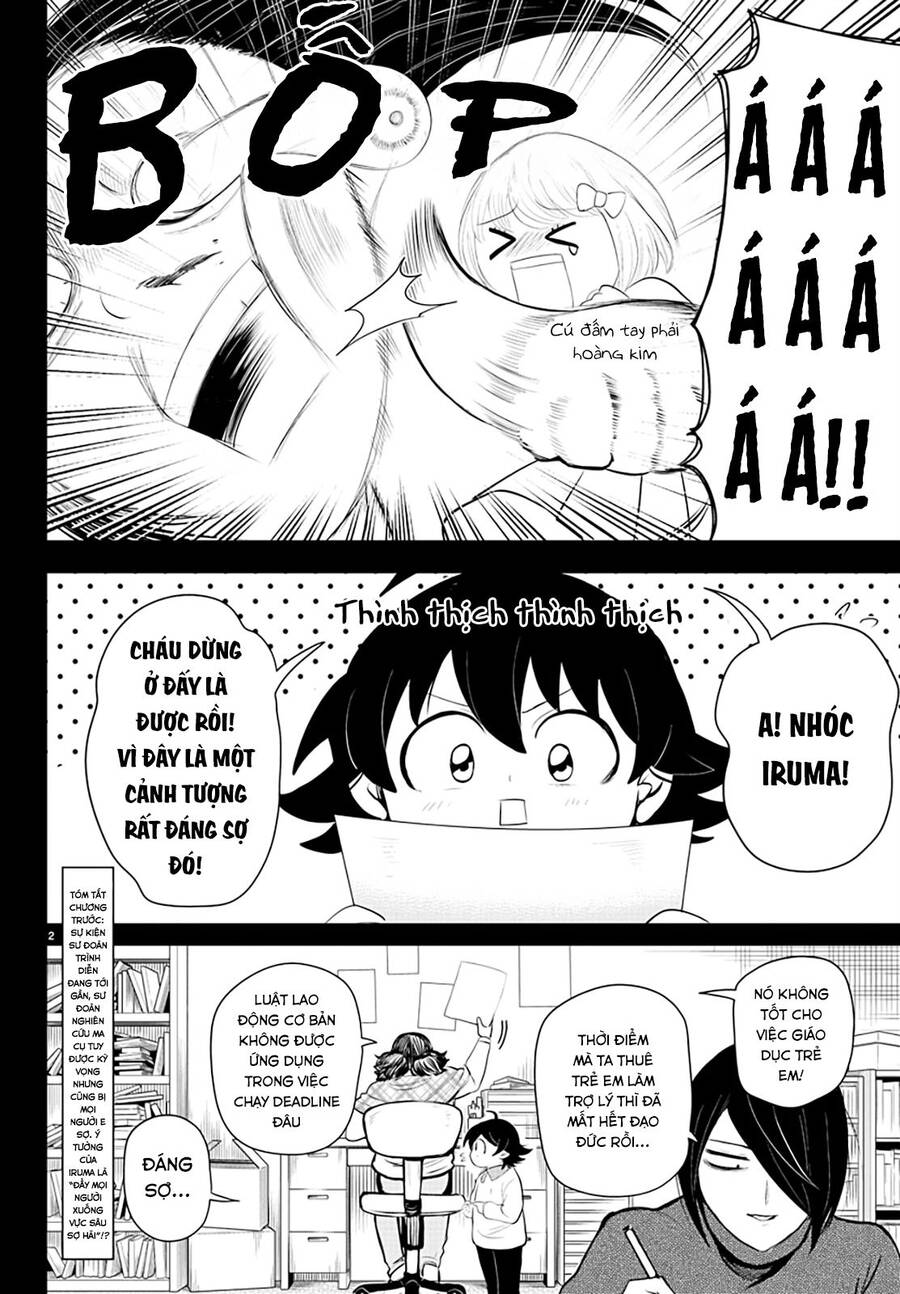 Á Á Á
Á Á Á
Á Á!!
BỐP
Cú đấm tay phải
hoàng kim
Thình thịch thình thịch
A! NHÓC
IRUMA!
CHÁU DỪNG
Ở ĐẤY LÀ
ĐƯỢC RỒI!
VÌ ĐÂY LÀ MỘT
CẢNH TƯỢNG
RẤT ĐÁNG SỢ
ĐÓ!
2
TÓM TẮT
CHƯƠNG
TRƯỚC:
SỰ KIỆN
SƯ ĐOÀN
TRÌNH
DIỄN
ĐANG TỚI
GẦN, SƯ
ĐOÀN
NGHIÊN
CỨU MA
CỤ TUY
ĐƯỢC KỲ
VỌNG
NHƯNG
CŨNG BỊ
MỌI
NGƯỜI E
SỢ. Ý
TƯỞNG
CỦA
IRUMA LÀ
"ĐẨY MỌI
NGƯỜI
XUỐNG
VỰC SÂU
SỢ HÃI"!?
NÓ KHÔNG
TỐT CHO
VIỆC GIÁO
DỤC TRẺ
EM!
THỜI ĐIỂM
MÀ TA THUÊ
TRẺ EM LÀM
TRỢ LÝ THÌ ĐÃ
MẤT HẾT ĐẠO
ĐỨC RỒI...
LUẬT LAO
ĐỘNG CƠ BẢN
KHÔNG ĐƯỢC
ỨNG DỤNG
TRONG VIỆC
CHẠY DEADLINE
ĐÂU
ĐÁNG
SỢ...